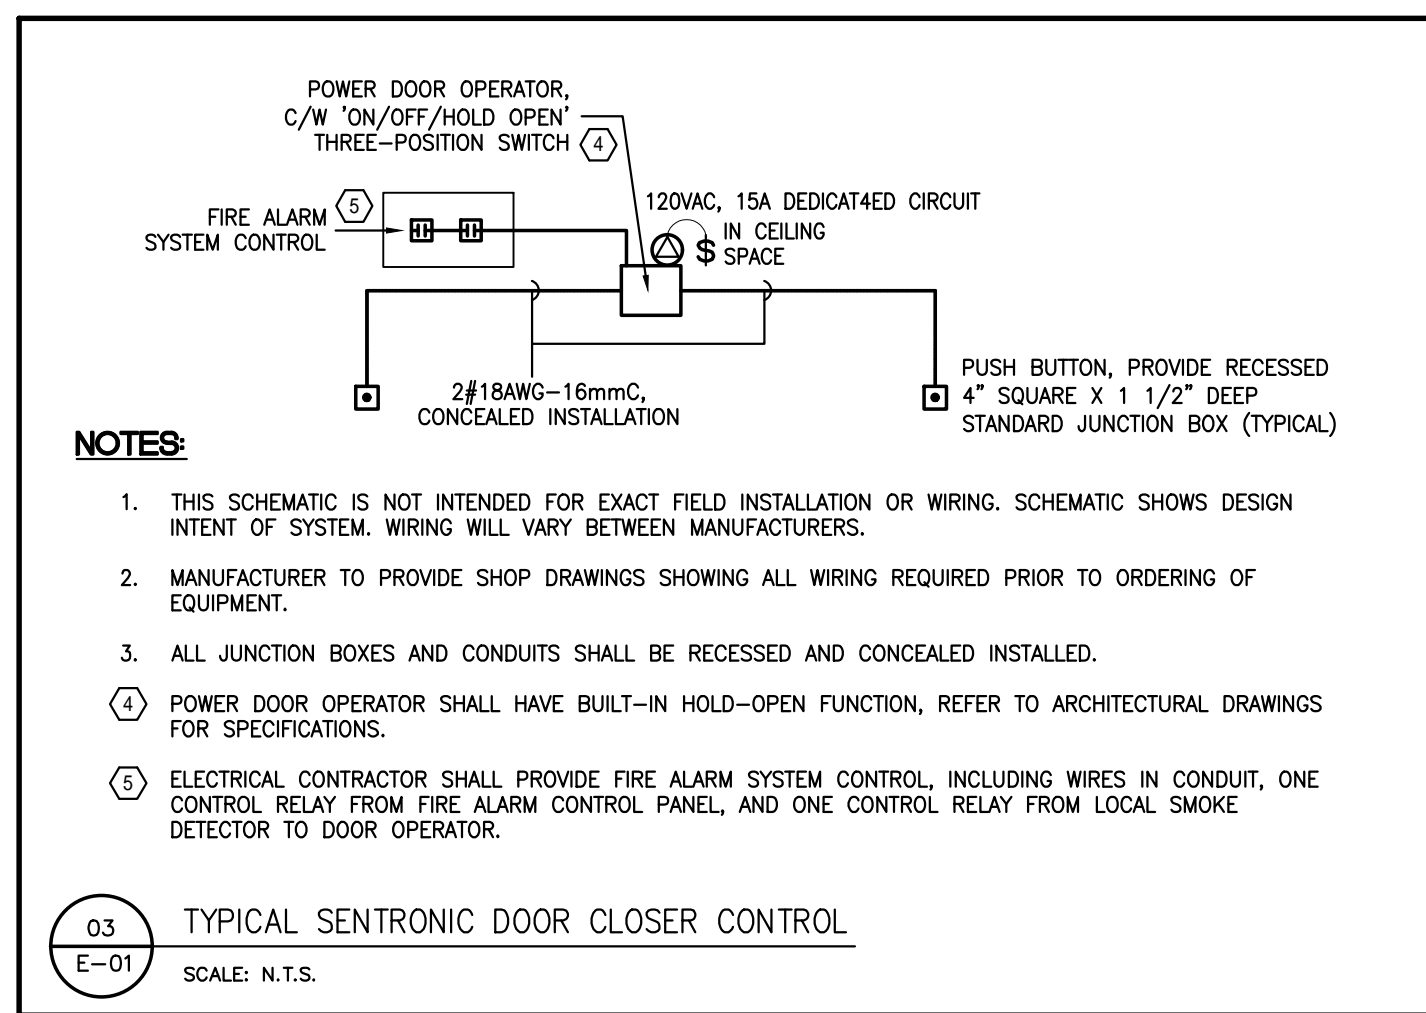 POWER DOOR OPERATOR,
C/W 'ON/OFF/HOLD OPEN'
THREE-POSITION SWITCH 4
FIRE ALARM 5
SYSTEM CONTROL
120VAC, 15A DEDICAT4ED CIRCUIT
$ IN CEILING
SPACE
2#18AWG-16mmC,
CONCEALED INSTALLATION
PUSH BUTTON, PROVIDE RECESSED
4" SQUARE X 1 1/2" DEEP
STANDARD JUNCTION BOX (TYPICAL)
NOTES:
1. THIS SCHEMATIC IS NOT INTENDED FOR EXACT FIELD INSTALLATION OR WIRING. SCHEMATIC SHOWS DESIGN
INTENT OF SYSTEM. WIRING WILL VARY BETWEEN MANUFACTURERS.
2. MANUFACTURER TO PROVIDE SHOP DRAWINGS SHOWING ALL WIRING REQUIRED PRIOR TO ORDERING OF
EQUIPMENT.
3. ALL JUNCTION BOXES AND CONDUITS SHALL BE RECESSED AND CONCEALED INSTALLED.
4 POWER DOOR OPERATOR SHALL HAVE BUILT-IN HOLD-OPEN FUNCTION, REFER TO ARCHITECTURAL DRAWINGS
FOR SPECIFICATIONS.
5 ELECTRICAL CONTRACTOR SHALL PROVIDE FIRE ALARM SYSTEM CONTROL, INCLUDING WIRES IN CONDUIT, ONE
CONTROL RELAY FROM FIRE ALARM CONTROL PANEL, AND ONE CONTROL RELAY FROM LOCAL SMOKE
DETECTOR TO DOOR OPERATOR.
03 TYPICAL SENTRONIC DOOR CLOSER CONTROL
E-01
SCALE: N.T.S.